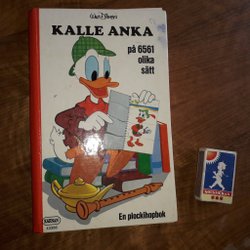 Walt Disney's
KALLE ANKA
på 6561
olika
sätt
En plockihopbok